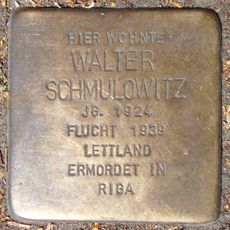 HIER WOHNTE
WALTER
SCHMULOWITZ
JG. 1924
FLUCHT 1939
LETTLAND
ERMORDET IN
RIGA